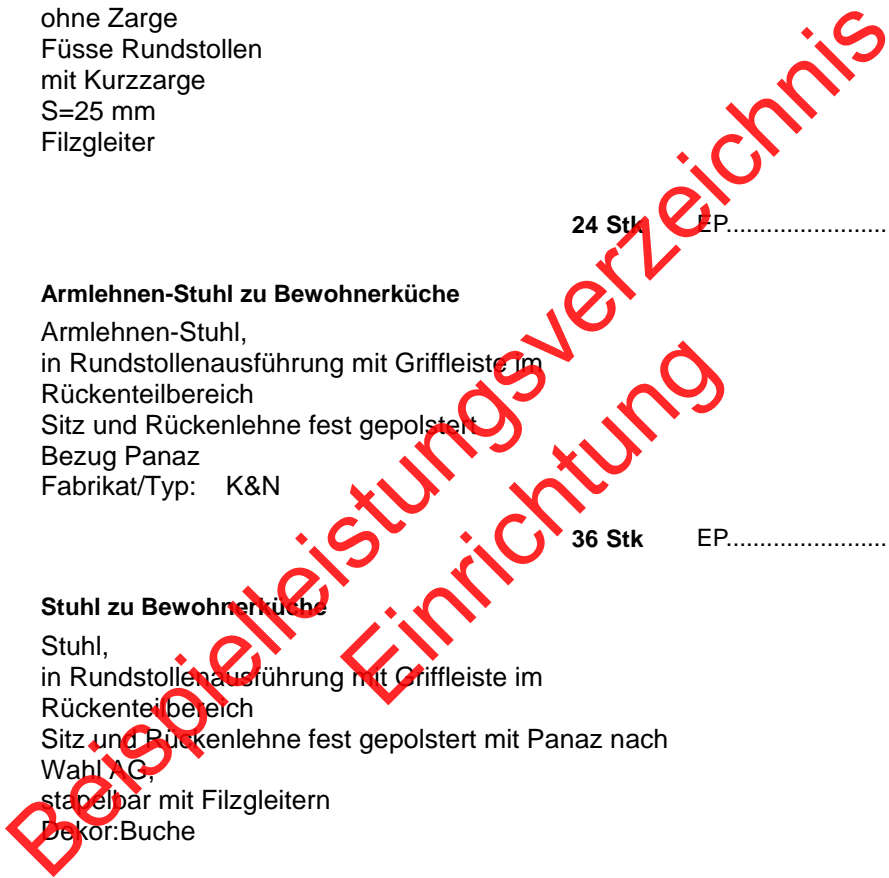 ohne Zarge
Füsse Rundstollen
mit Kurzzarge
S=25 mm
Filzgleiter
24 Stk EP........................
Armlehnen-Stuhl zu Bewohnerküche
Armlehnen-Stuhl,
in Rundstollenausführung mit Griffleiste im
Rückenteilbereich
Sitz und Rückenlehne fest gepolstert
Bezug Panaz
Fabrikat/Typ: K&N
36 Stk EP........................
Stuhl zu Bewohnerküche
Stuhl,
in Rundstollenausführung mit Griffleiste im
Rückenteilbereich
Sitz und Rückenlehne fest gepolstert mit Panaz nach
Wahl AG,
stapelbar mit Filzgleitern
Dekor:Buche
Beispielleistungsverzeichnis
Einrichtung